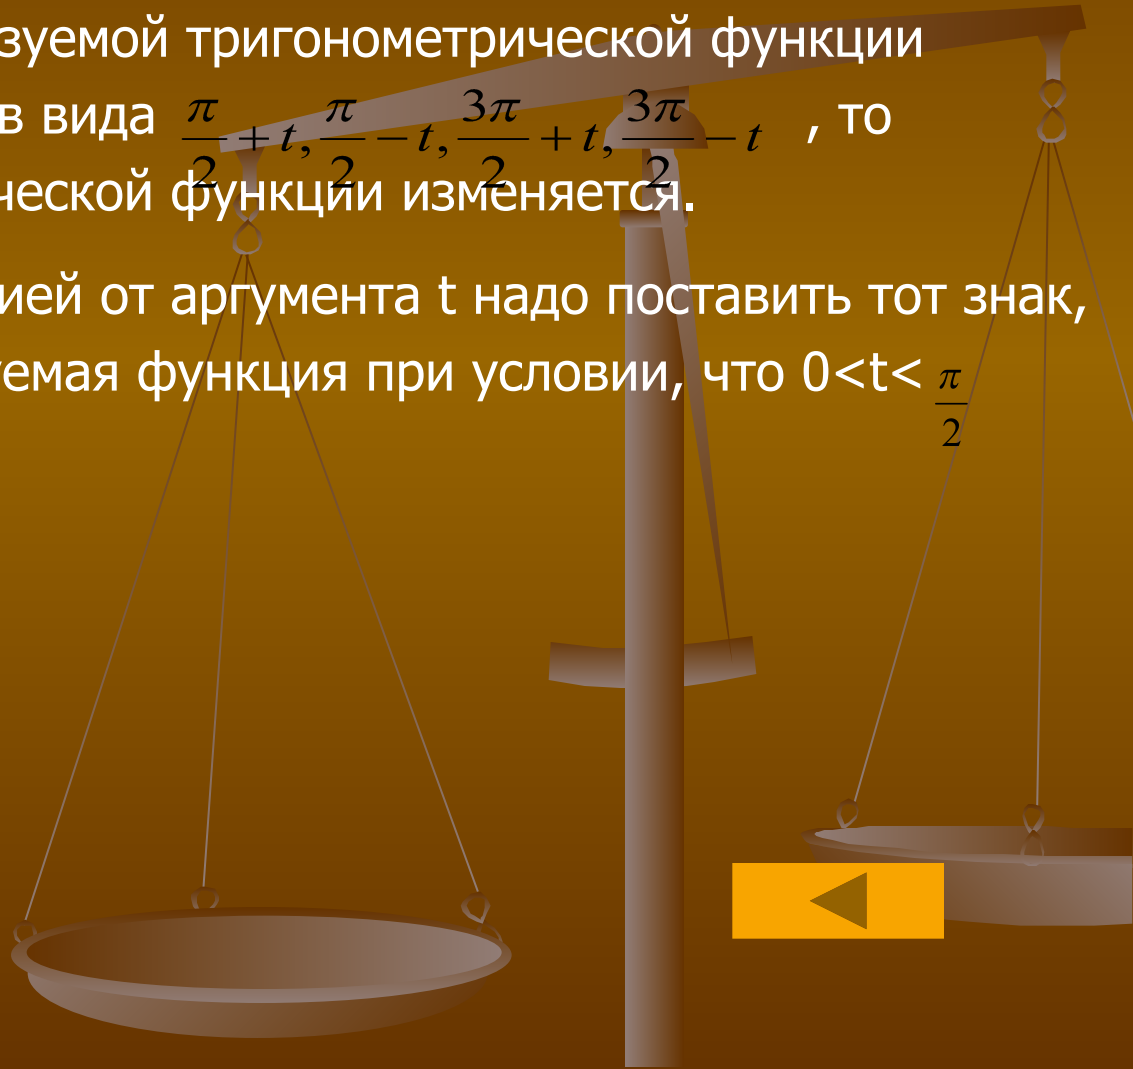 зуемой тригонометрической функции
в вида π/2 + t, π/2 − t, 3π/2 + t, 3π/2 − t , то
ческой функции изменяется.
ией от аргумента t надо поставить тот знак,
емая функция при условии, что 0<t< π/2